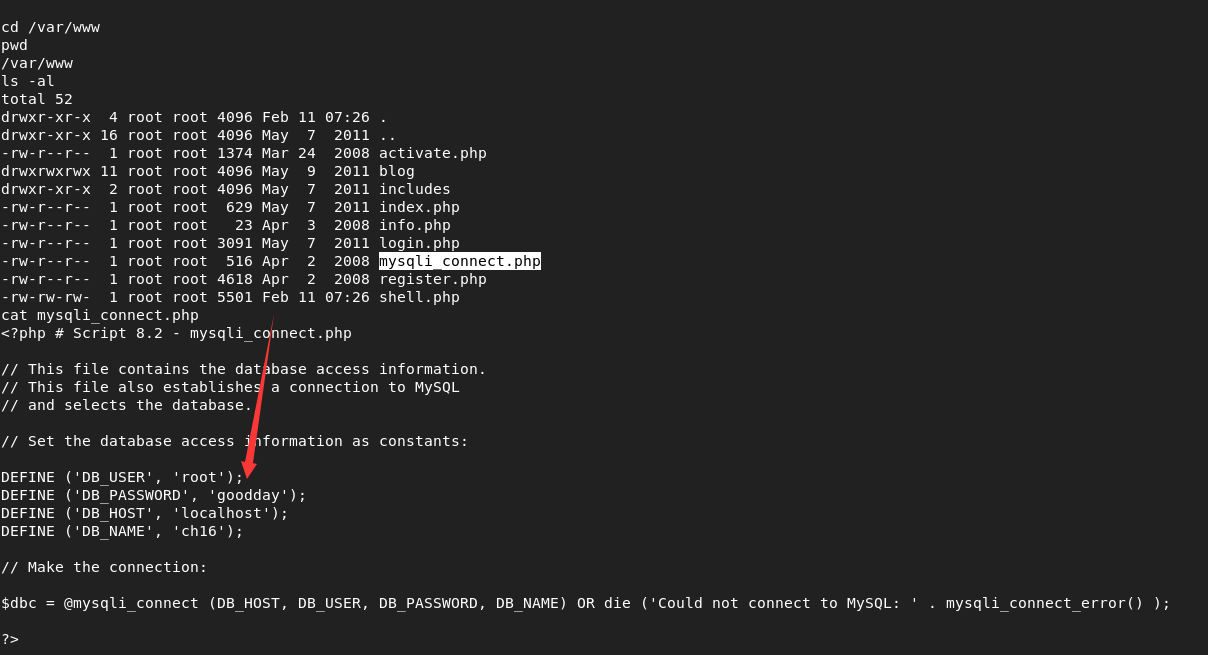 cd /var/www
pwd
/var/www
ls -al
total 52
drwxr-xr-x  4 root root 4096 Feb 11 07:26 .
drwxr-xr-x 16 root root 4096 May  7  2011 ..
-rw-r--r--  1 root root 1374 Mar 24  2008 activate.php
drwxrwxrwx 11 root root 4096 May  9  2011 blog
drwxr-xr-x  2 root root 4096 May  7  2011 includes
-rw-r--r--  1 root root  629 May  7  2011 index.php
-rw-r--r--  1 root root   23 Apr  3  2008 info.php
-rw-r--r--  1 root root 3091 May  7  2011 login.php
-rw-r--r--  1 root root  516 Apr  2  2008 mysqli_connect.php
-rw-r--r--  1 root root 4618 Apr  2  2008 register.php
-rw-rw-rw-  1 root root 5501 Feb 11 07:26 shell.php
cat mysqli_connect.php
<?php # Script 8.2 - mysqli_connect.php
// This file contains the database access information.
// This file also establishes a connection to MySQL
// and selects the database.
// Set the database access information as constants:
DEFINE ('DB_USER', 'root');
DEFINE ('DB_PASSWORD', 'goodday');
DEFINE ('DB_HOST', 'localhost');
DEFINE ('DB_NAME', 'ch16');
// Make the connection:
$dbc = @mysqli_connect (DB_HOST, DB_USER, DB_PASSWORD, DB_NAME) OR die ('Could not connect to MySQL: ' . mysqli_connect_error() );
?>